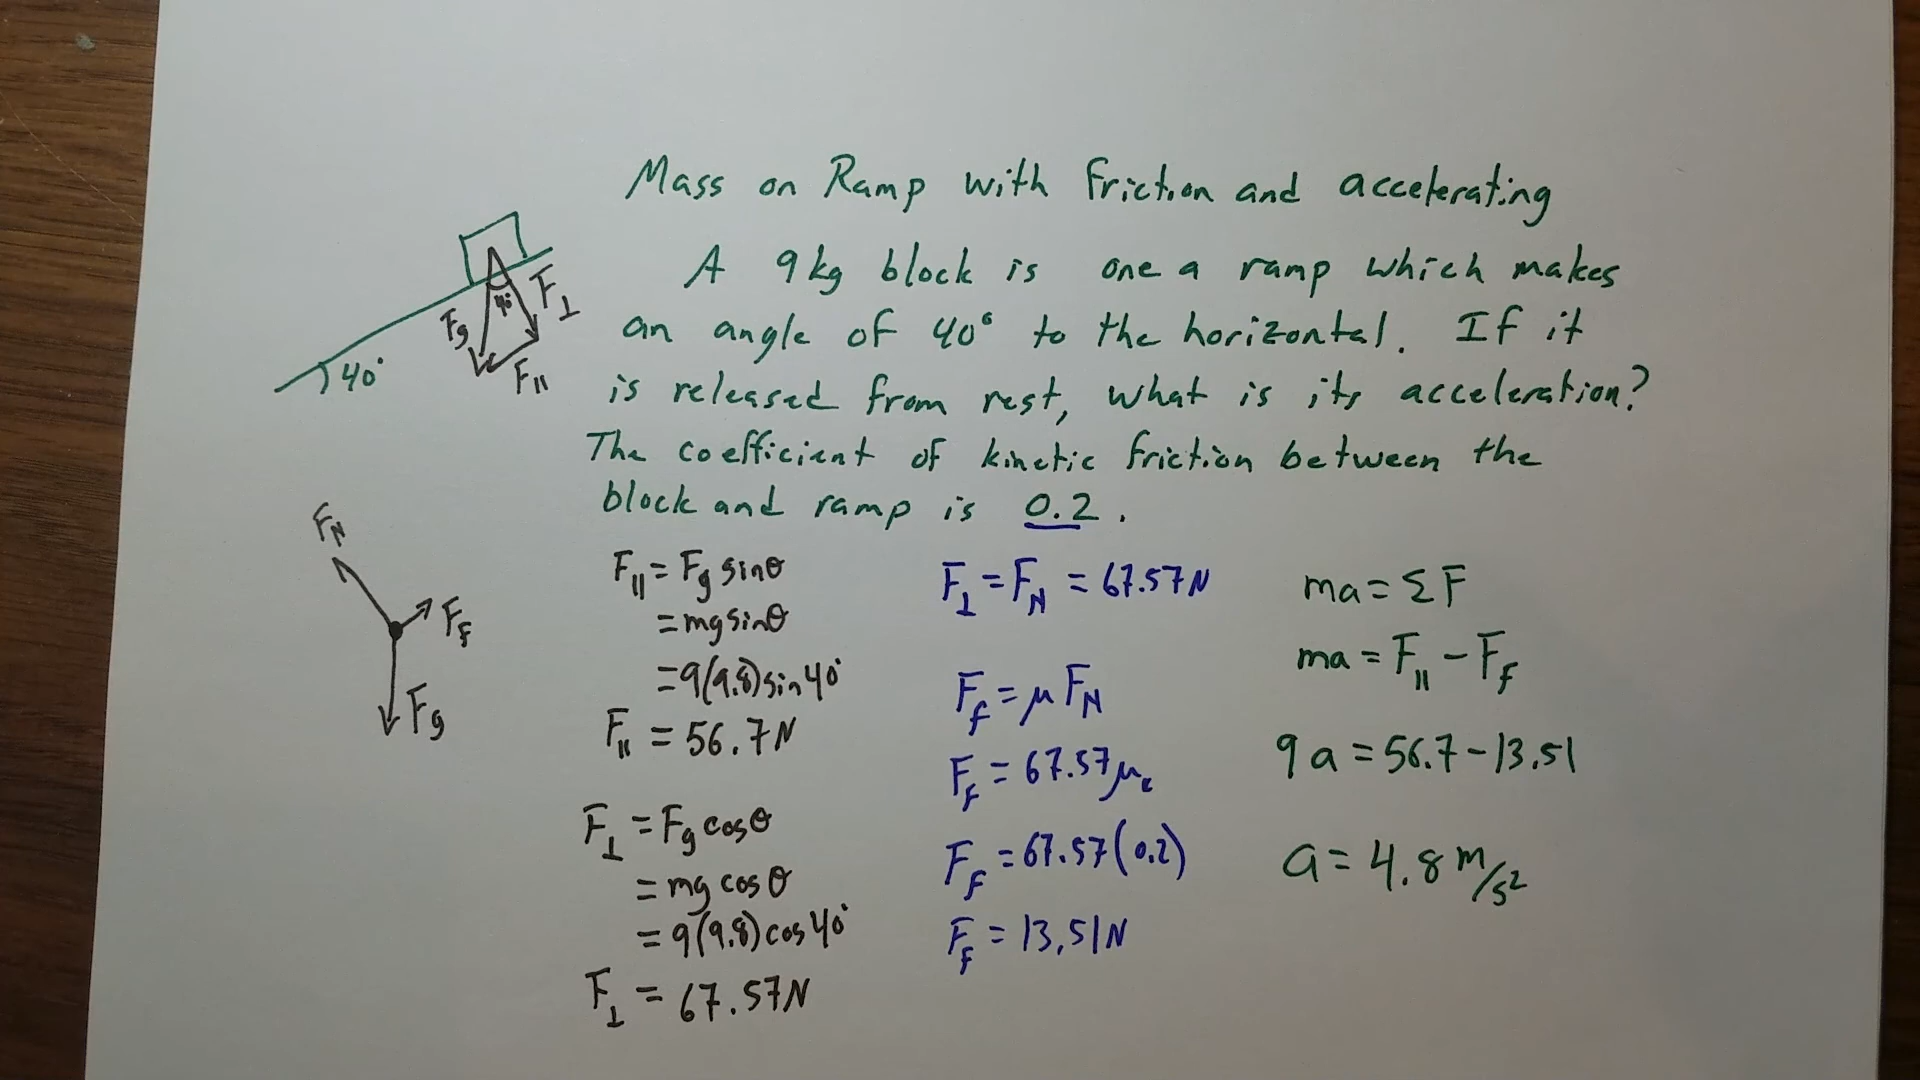 Mass on Ramp with friction and accelerating
A 9kg block is one a ramp which makes
an angle of 40° to the horizontal. If it
is released from rest, what is its acceleration?
The coefficient of kinetic friction between the
block and ramp is 0.2.
40°
Fg
40°
F⊥
F||
FN
Ff
Fg
F|| = Fg sinθ
= mg sinθ
= 9(9.8) sin 40°
F|| = 56.7 N
F⊥ = Fg cosθ
= mg cosθ
= 9(9.8) cos 40°
F⊥ = 67.57 N
F⊥ = FN = 67.57 N
Ff = μ FN
Ff = 67.57 μk
Ff = 67.57 (0.2)
Ff = 13.51 N
ma = ΣF
ma = F|| − Ff
9a = 56.7 − 13.51
a = 4.8 m/s²